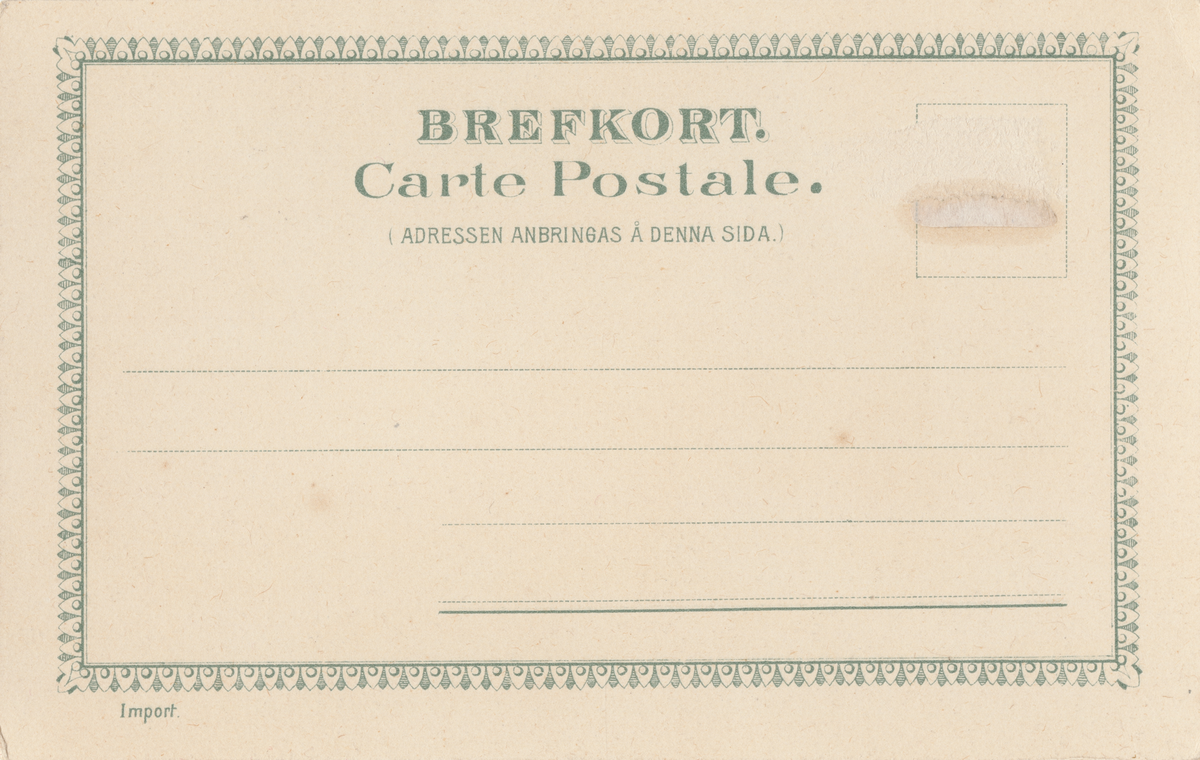 BREFKORT.
Carte Postale.
(ADRESSEN ANBRINGAS Å DENNA SIDA.)
Import.